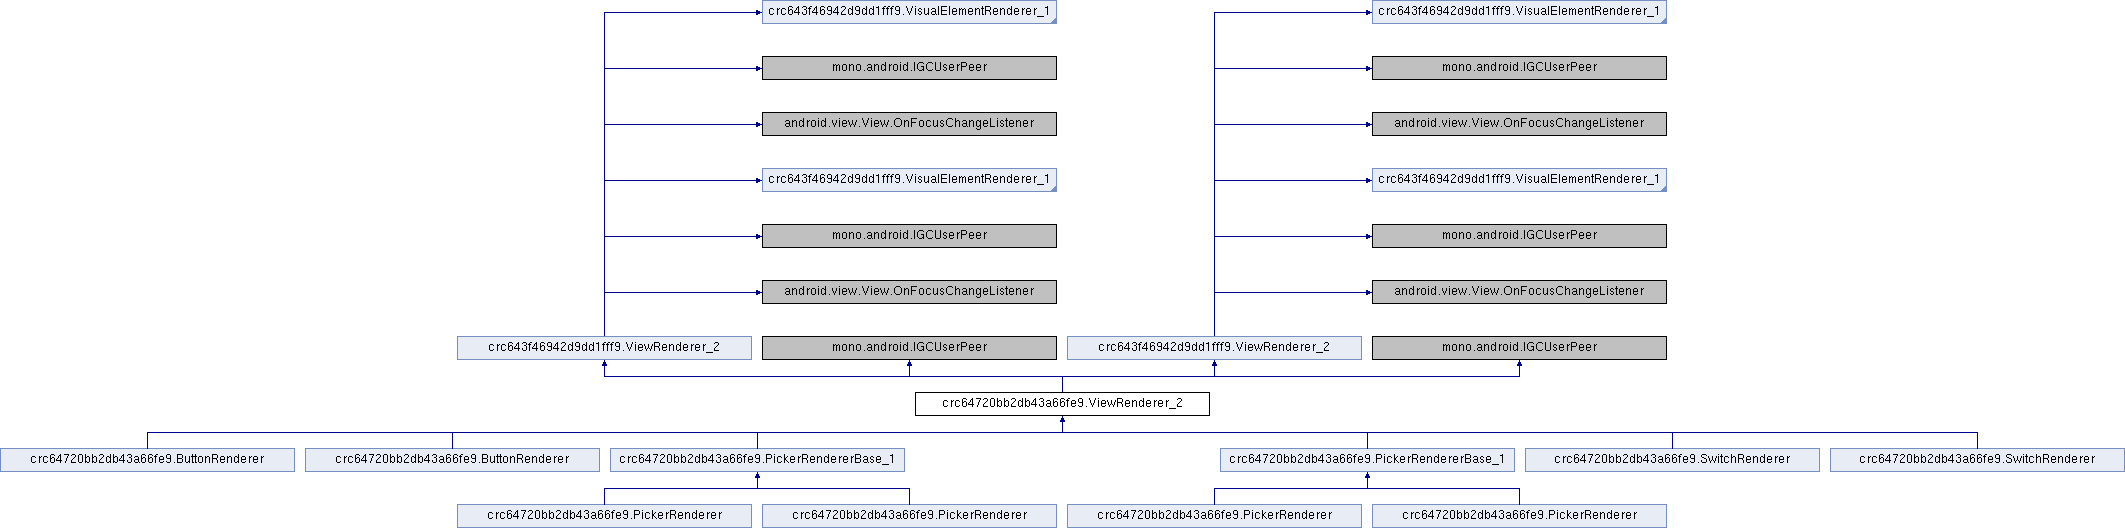 crc643f46942d9dd1fff9.VisualElementRenderer_1
crc643f46942d9dd1fff9.VisualElementRenderer_1
mono.android.IGCUserPeer
mono.android.IGCUserPeer
android.view.View.OnFocusChangeListener
android.view.View.OnFocusChangeListener
crc643f46942d9dd1fff9.VisualElementRenderer_1
crc643f46942d9dd1fff9.VisualElementRenderer_1
mono.android.IGCUserPeer
mono.android.IGCUserPeer
android.view.View.OnFocusChangeListener
android.view.View.OnFocusChangeListener
crc643f46942d9dd1fff9.ViewRenderer_2
mono.android.IGCUserPeer
crc643f46942d9dd1fff9.ViewRenderer_2
mono.android.IGCUserPeer
crc64720bb2db43a66fe9.ViewRenderer_2
crc64720bb2db43a66fe9.ButtonRenderer
crc64720bb2db43a66fe9.ButtonRenderer
crc64720bb2db43a66fe9.PickerRendererBase_1
crc64720bb2db43a66fe9.PickerRendererBase_1
crc64720bb2db43a66fe9.SwitchRenderer
crc64720bb2db43a66fe9.SwitchRenderer
crc64720bb2db43a66fe9.PickerRenderer
crc64720bb2db43a66fe9.PickerRenderer
crc64720bb2db43a66fe9.PickerRenderer
crc64720bb2db43a66fe9.PickerRenderer